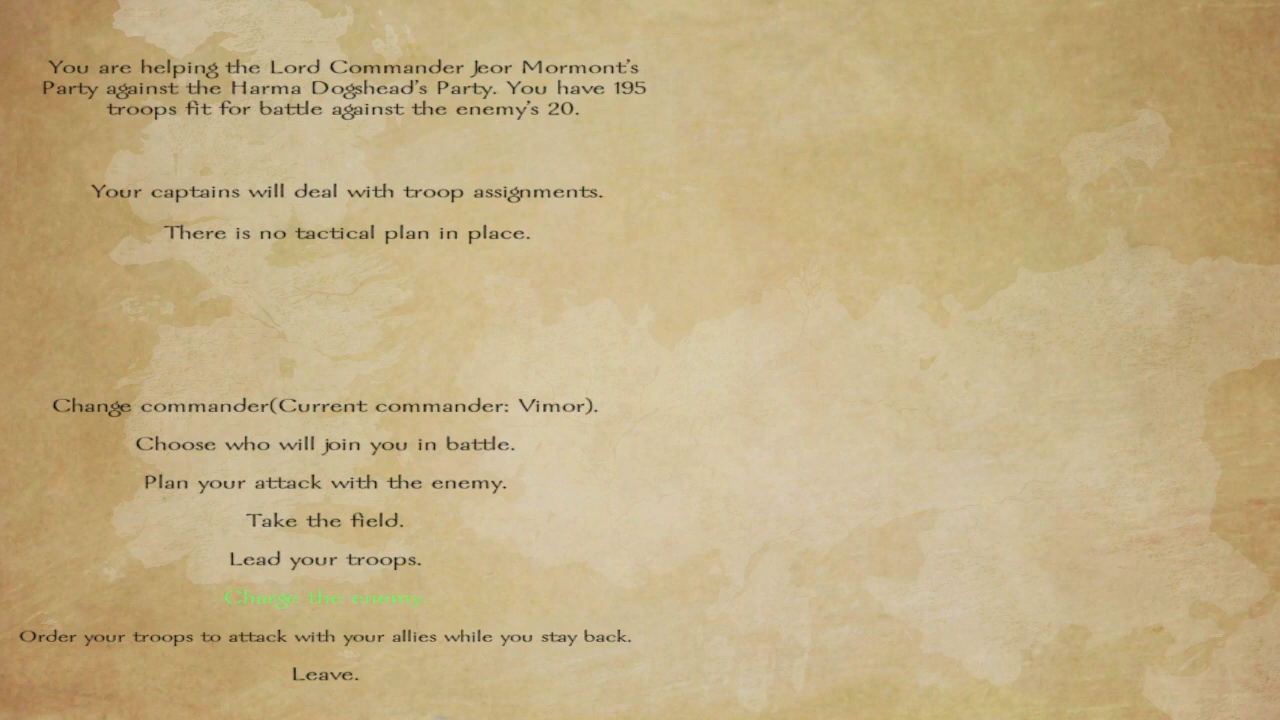 You are helping the Lord Commander Jeor Mormont's
Party against the Harma Dogshead's Party. You have 195
troops fit for battle against the enemy's 20.
Your captains will deal with troop assignments.
There is no tactical plan in place.
Change commander(Current commander: Vimor).
Choose who will join you in battle.
Plan your attack with the enemy.
Take the field.
Lead your troops.
Charge the enemy.
Order your troops to attack with your allies while you stay back.
Leave.